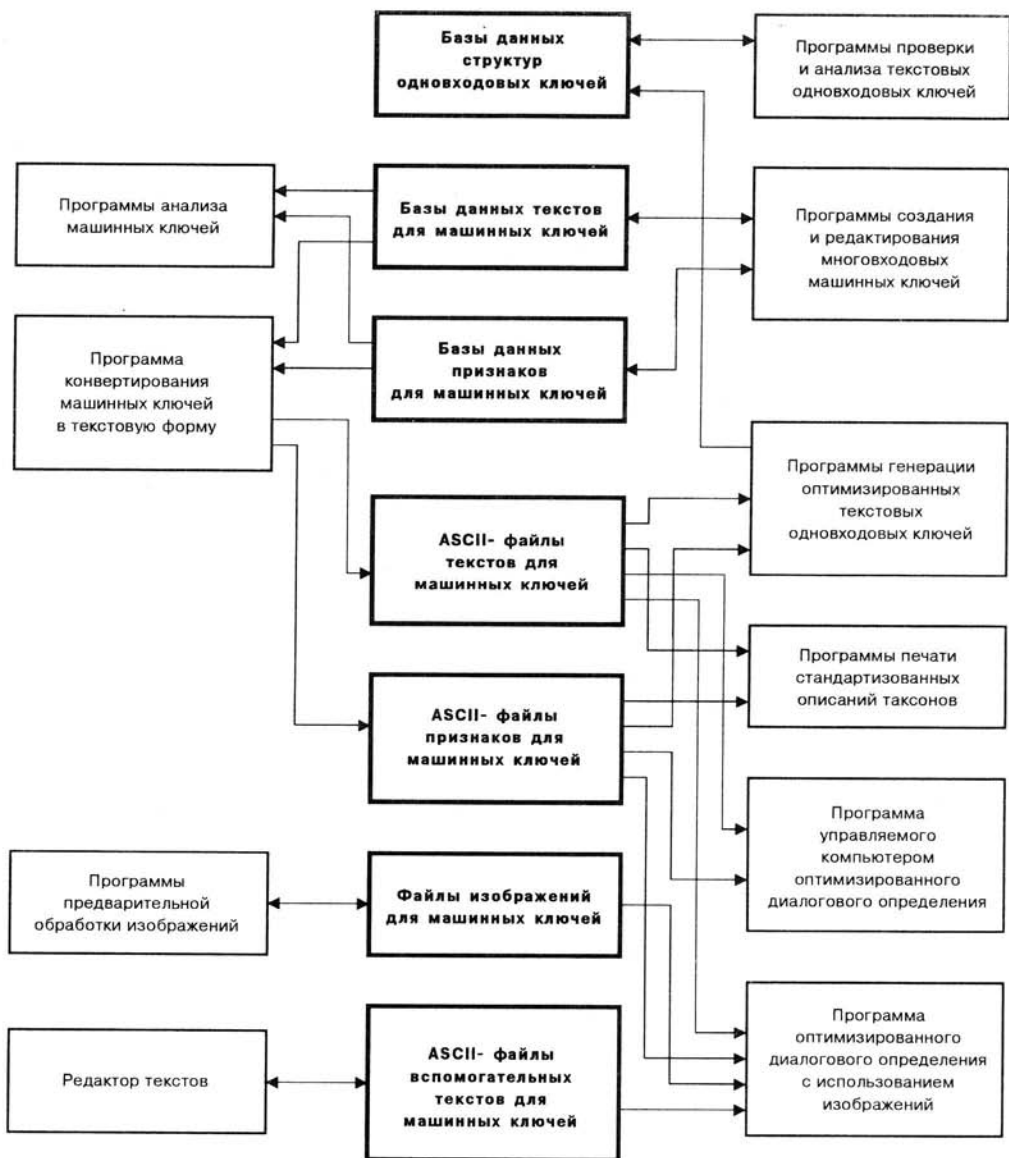 Базы данных
структур
одновходовых ключей
Программы проверки
и анализа текстовых
одновходовых ключей
Программы анализа
машинных ключей
Базы данных текстов
для машинных ключей
Программы создания
и редактирования
многовходовых
машинных ключей
Программа
конвертирования
машинных ключей
в текстовую форму
Базы данных
признаков
для машинных ключей
Программы генерации
оптимизированных
текстовых
одновходовых ключей
ASCII- файлы
текстов для
машинных ключей
Программы печати
стандартизованных
описаний таксонов
ASCII- файлы
признаков для
машинных ключей
Программа
управляемого
компьютером
оптимизированного
диалогового определения
Программы
предварительной
обработки изображений
Файлы изображений
для машинных ключей
Редактор текстов
ASCII- файлы
вспомогательных
текстов для
машинных ключей
Программа
оптимизированного
диалогового определения
с использованием
изображений